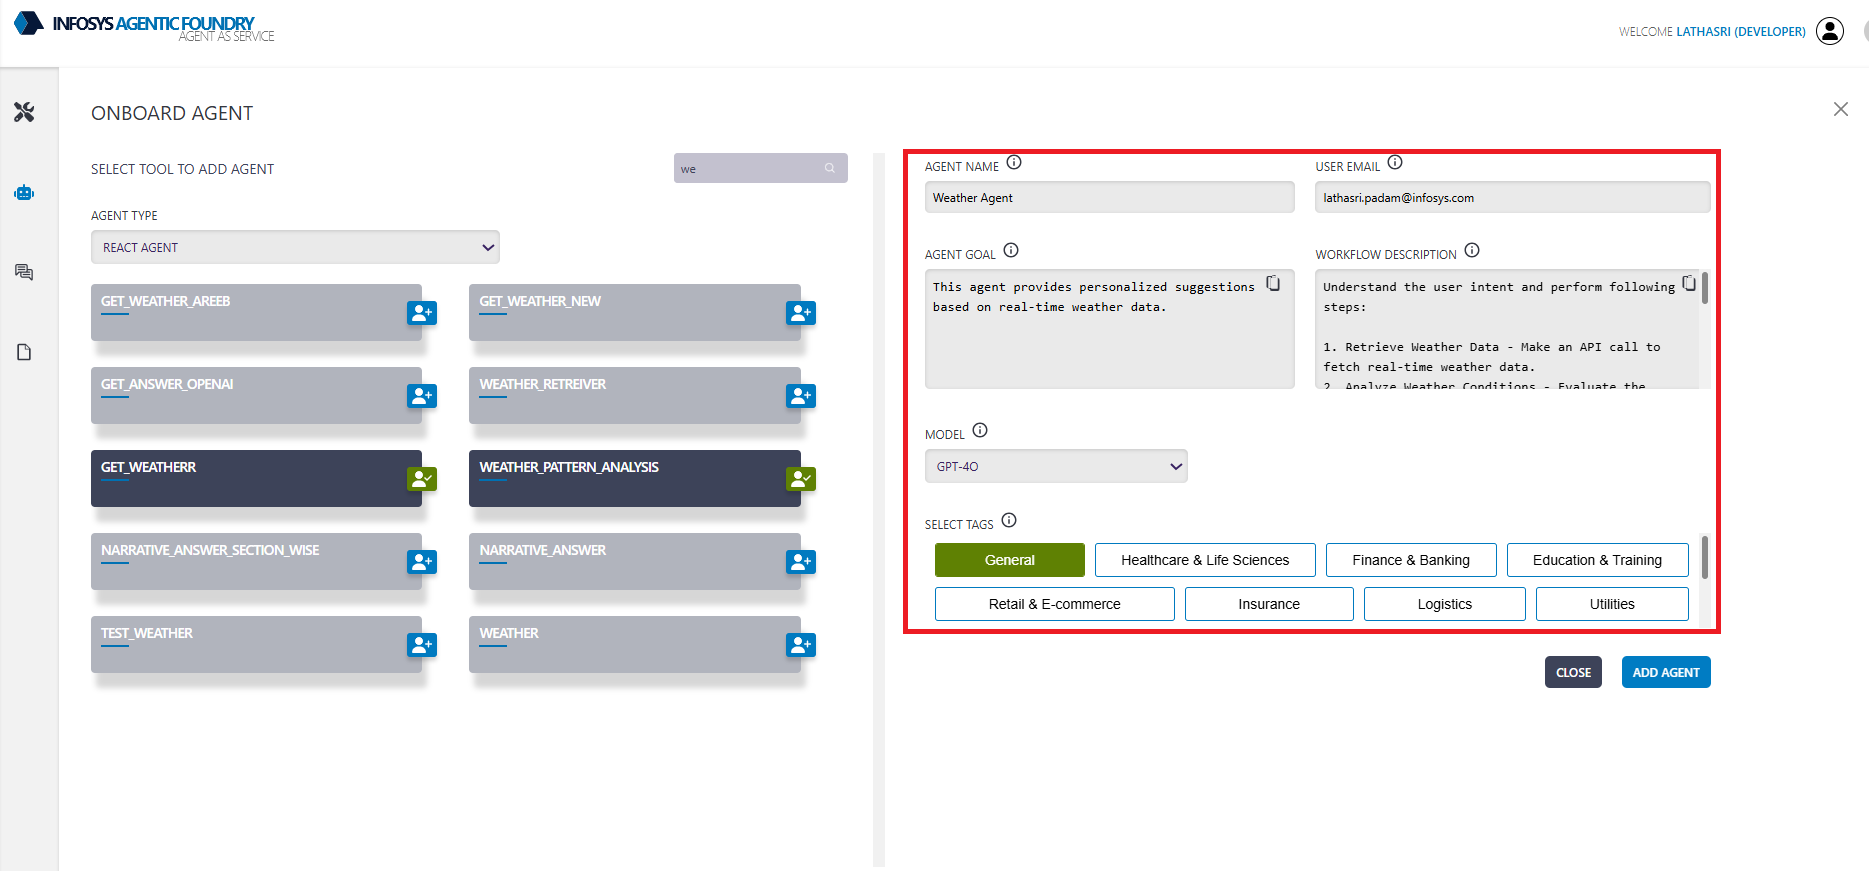 INFOSYS AGENTIC FOUNDRY
AGENT AS SERVICE
WELCOME LATHASRI (DEVELOPER)
ONBOARD AGENT
SELECT TOOL TO ADD AGENT
we
AGENT TYPE
REACT AGENT
GET_WEATHER_AREEB
GET_WEATHER_NEW
GET_ANSWER_OPENAI
WEATHER_RETREIVER
GET_WEATHERR
WEATHER_PATTERN_ANALYSIS
NARRATIVE_ANSWER_SECTION_WISE
NARRATIVE_ANSWER
TEST_WEATHER
WEATHER
AGENT NAME
USER EMAIL
Weather Agent
lathasri.padam@infosys.com
AGENT GOAL
WORKFLOW DESCRIPTION
This agent provides personalized suggestions
based on real-time weather data.
Understand the user intent and perform following
steps:
1. Retrieve Weather Data - Make an API call to
fetch real-time weather data.
2. Analyze Weather Conditions - Evaluate the
MODEL
GPT-4O
SELECT TAGS
General
Healthcare & Life Sciences
Finance & Banking
Education & Training
Retail & E-commerce
Insurance
Logistics
Utilities
CLOSE
ADD AGENT